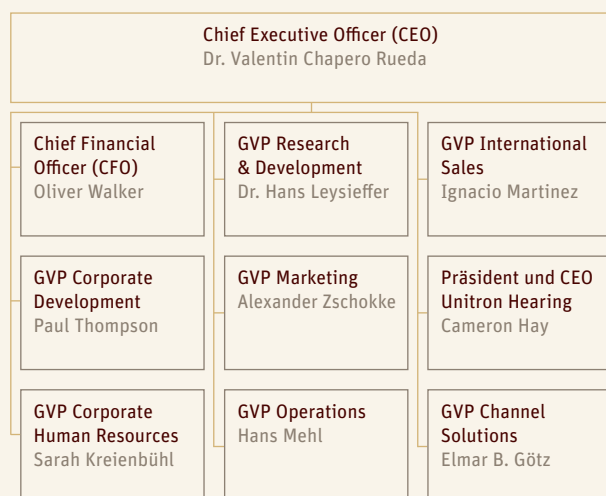 Chief Executive Officer (CEO)
Dr. Valentin Chapero Rueda
Chief Financial
Officer (CFO)
Oliver Walker
GVP Research
& Development
Dr. Hans Leysieffer
GVP International
Sales
Ignacio Martinez
GVP Corporate
Development
Paul Thompson
GVP Marketing
Alexander Zschokke
Präsident und CEO
Unitron Hearing
Cameron Hay
GVP Corporate
Human Resources
Sarah Kreienbühl
GVP Operations
Hans Mehl
GVP Channel
Solutions
Elmar B. Götz